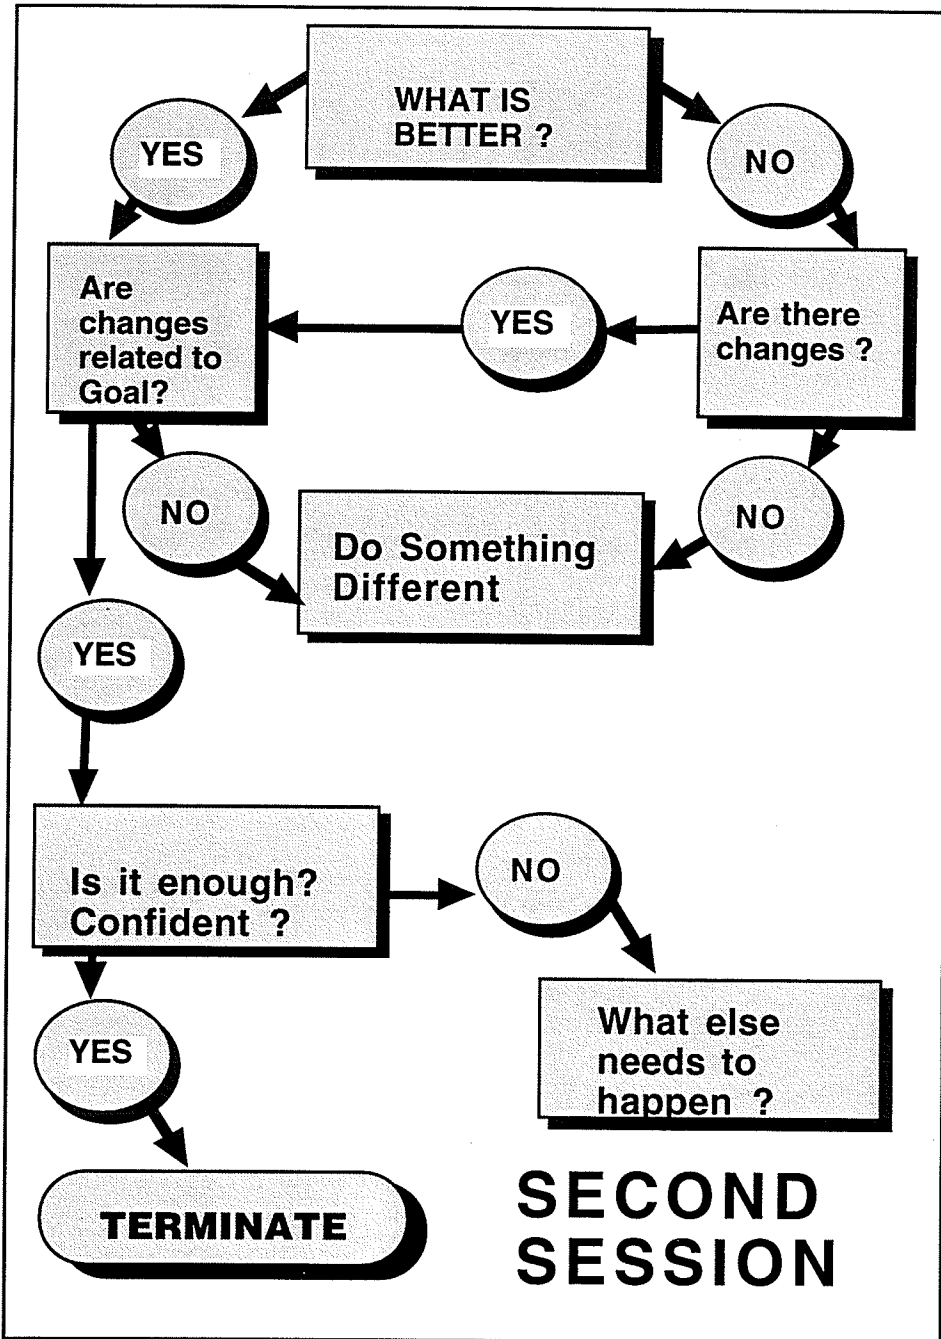 WHAT IS
BETTER ?
YES
NO
Are
changes
related to
Goal?
YES
Are there
changes ?
NO
Do Something
Different
NO
YES
Is it enough?
Confident ?
NO
What else
needs to
happen ?
YES
TERMINATE
SECOND
SESSION